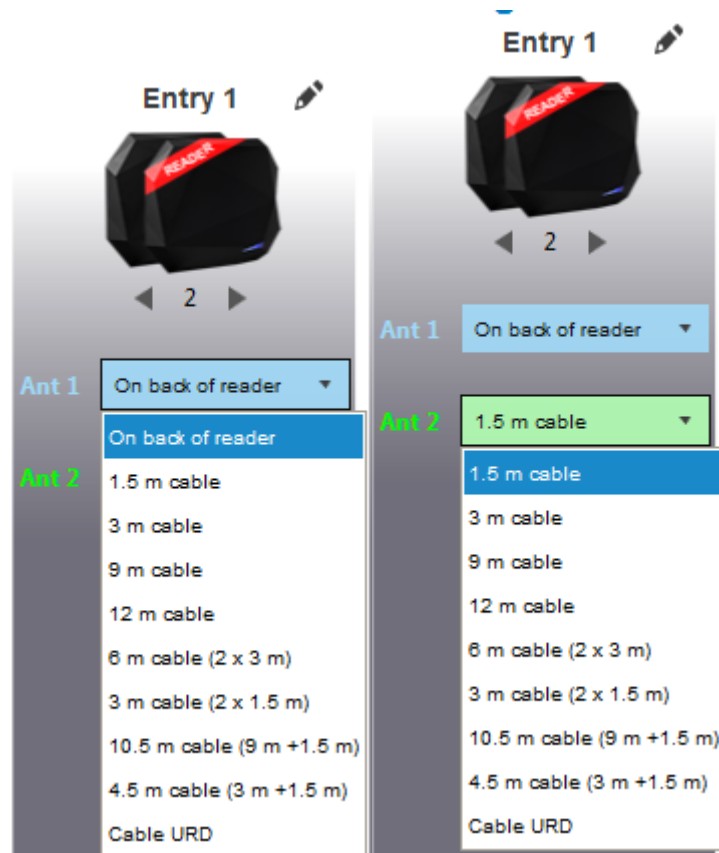 Entry 1
READER
2
Ant 1
On back of reader
On back of reader
Ant 2
1.5 m cable
3 m cable
9 m cable
12 m cable
6 m cable (2 x 3 m)
3 m cable (2 x 1.5 m)
10.5 m cable (9 m +1.5 m)
4.5 m cable (3 m +1.5 m)
Cable URD
Entry 1
READER
2
Ant 1
On back of reader
Ant 2
1.5 m cable
1.5 m cable
3 m cable
9 m cable
12 m cable
6 m cable (2 x 3 m)
3 m cable (2 x 1.5 m)
10.5 m cable (9 m +1.5 m)
4.5 m cable (3 m +1.5 m)
Cable URD